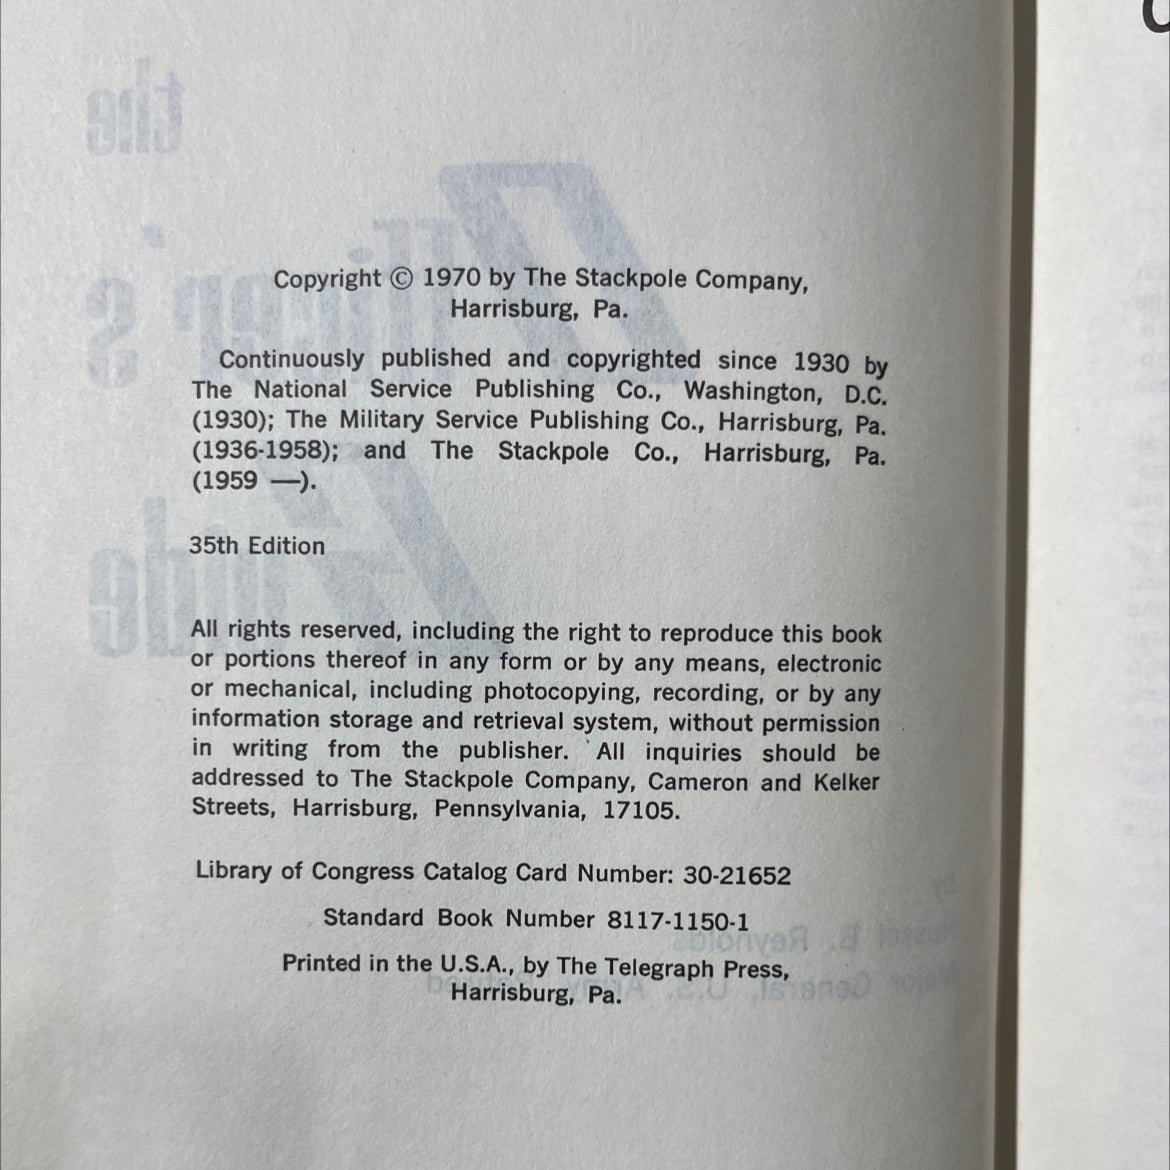 Copyright © 1970 by The Stackpole Company,
Harrisburg, Pa.
Continuously published and copyrighted since 1930 by
The National Service Publishing Co., Washington, D.C.
(1930); The Military Service Publishing Co., Harrisburg, Pa.
(1936-1958); and The Stackpole Co., Harrisburg, Pa.
(1959 —).
35th Edition
All rights reserved, including the right to reproduce this book
or portions thereof in any form or by any means, electronic
or mechanical, including photocopying, recording, or by any
information storage and retrieval system, without permission
in writing from the publisher. All inquiries should be
addressed to The Stackpole Company, Cameron and Kelker
Streets, Harrisburg, Pennsylvania, 17105.
Library of Congress Catalog Card Number: 30-21652
Standard Book Number 8117-1150-1
Printed in the U.S.A., by The Telegraph Press,
Harrisburg, Pa.